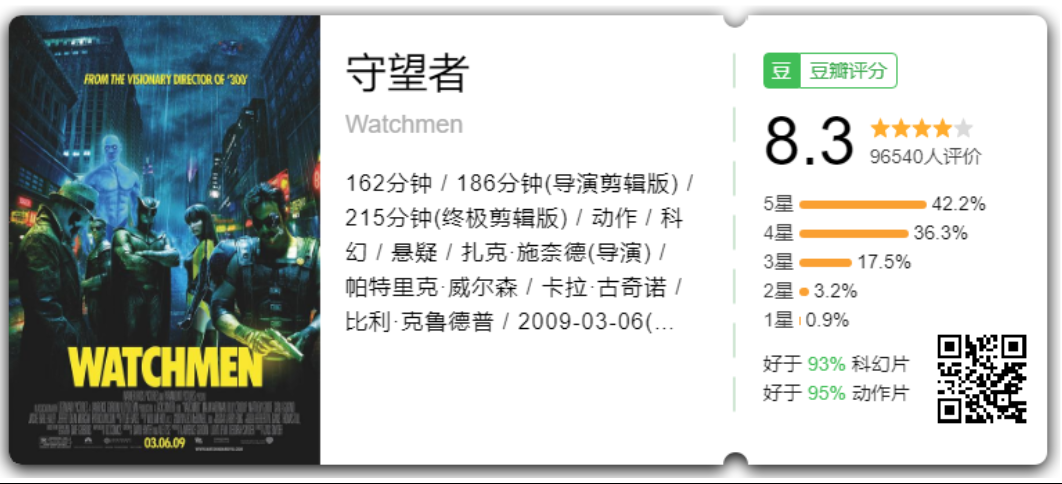 FROM THE VISIONARY DIRECTOR OF "300"
WATCHMEN
03.06.09
守望者
Watchmen
162分钟 / 186分钟(导演剪辑版) /
215分钟(终极剪辑版) / 动作 / 科
幻 / 悬疑 / 扎克·施奈德(导演) /
帕特里克·威尔森 / 卡拉·古奇诺 /
比利·克鲁德普 / 2009-03-06(...
豆 豆瓣评分
8.3
96540人评价
5星 42.2%
4星 36.3%
3星 17.5%
2星 3.2%
1星 0.9%
好于 93% 科幻片
好于 95% 动作片